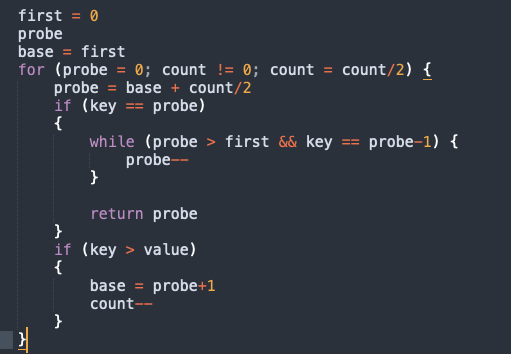 first = 0
probe
base = first
for (probe = 0; count != 0; count = count/2) {
    probe = base + count/2
    if (key == probe)
    {
        while (probe > first && key == probe-1) {
            probe--
        }

        return probe
    }
    if (key > value)
    {
        base = probe+1
        count--
    }
}